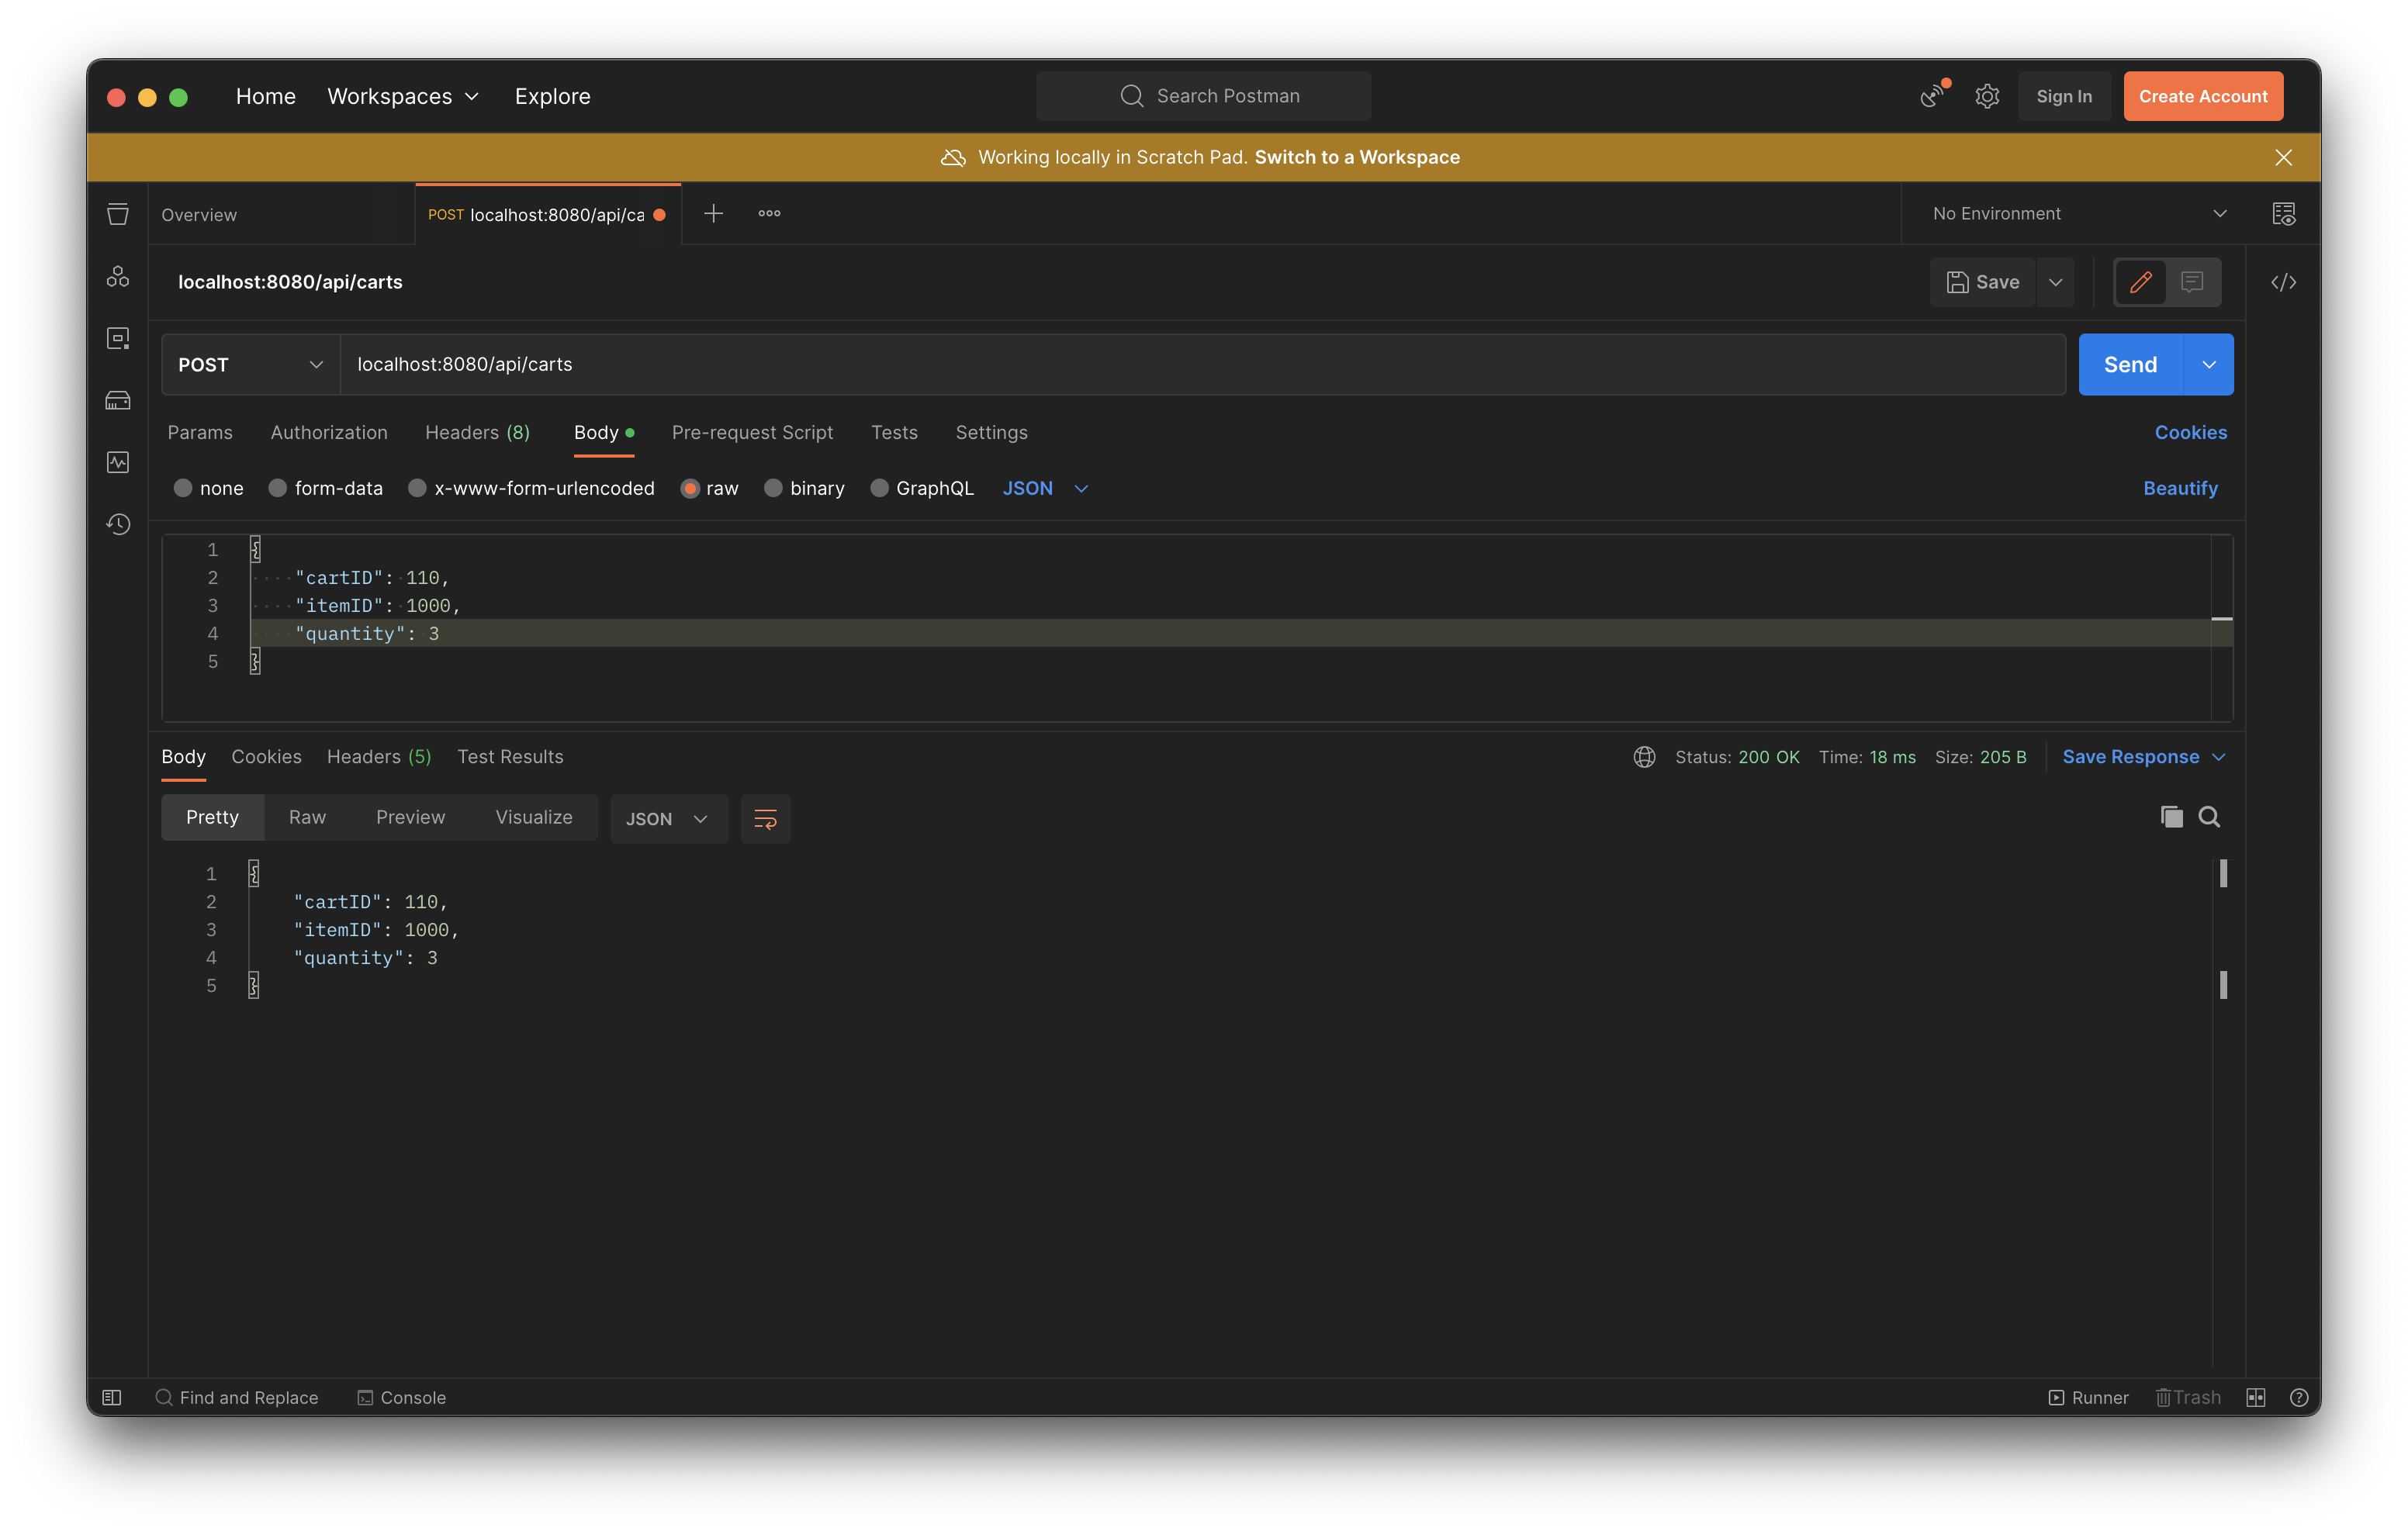 Home Workspaces Explore Search Postman Sign In Create Account
Working locally in Scratch Pad. Switch to a Workspace
Overview POST localhost:8080/api/ca No Environment
localhost:8080/api/carts Save
POST localhost:8080/api/carts Send
Params Authorization Headers (8) Body Pre-request Script Tests Settings Cookies
none form-data x-www-form-urlencoded raw binary GraphQL JSON Beautify
1 {
2 "cartID": 110,
3 "itemID": 1000,
4 "quantity": 3
5 }
Body Cookies Headers (5) Test Results Status: 200 OK Time: 18 ms Size: 205 B Save Response
Pretty Raw Preview Visualize JSON
1 {
2 "cartID": 110,
3 "itemID": 1000,
4 "quantity": 3
5 }
Find and Replace Console Runner Trash